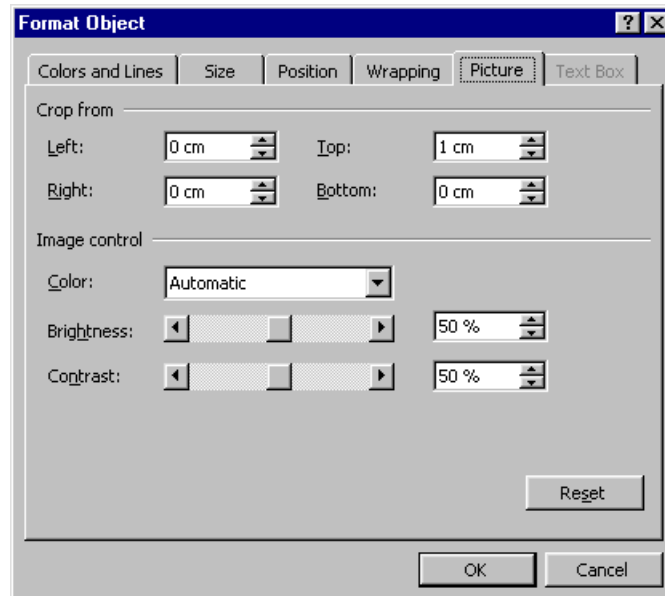 Format Object
Colors and Lines Size Position Wrapping Picture Text Box
Crop from
Left: 0 cm Top: 1 cm
Right: 0 cm Bottom: 0 cm
Image control
Color: Automatic
Brightness: 50 %
Contrast: 50 %
Reset
OK Cancel